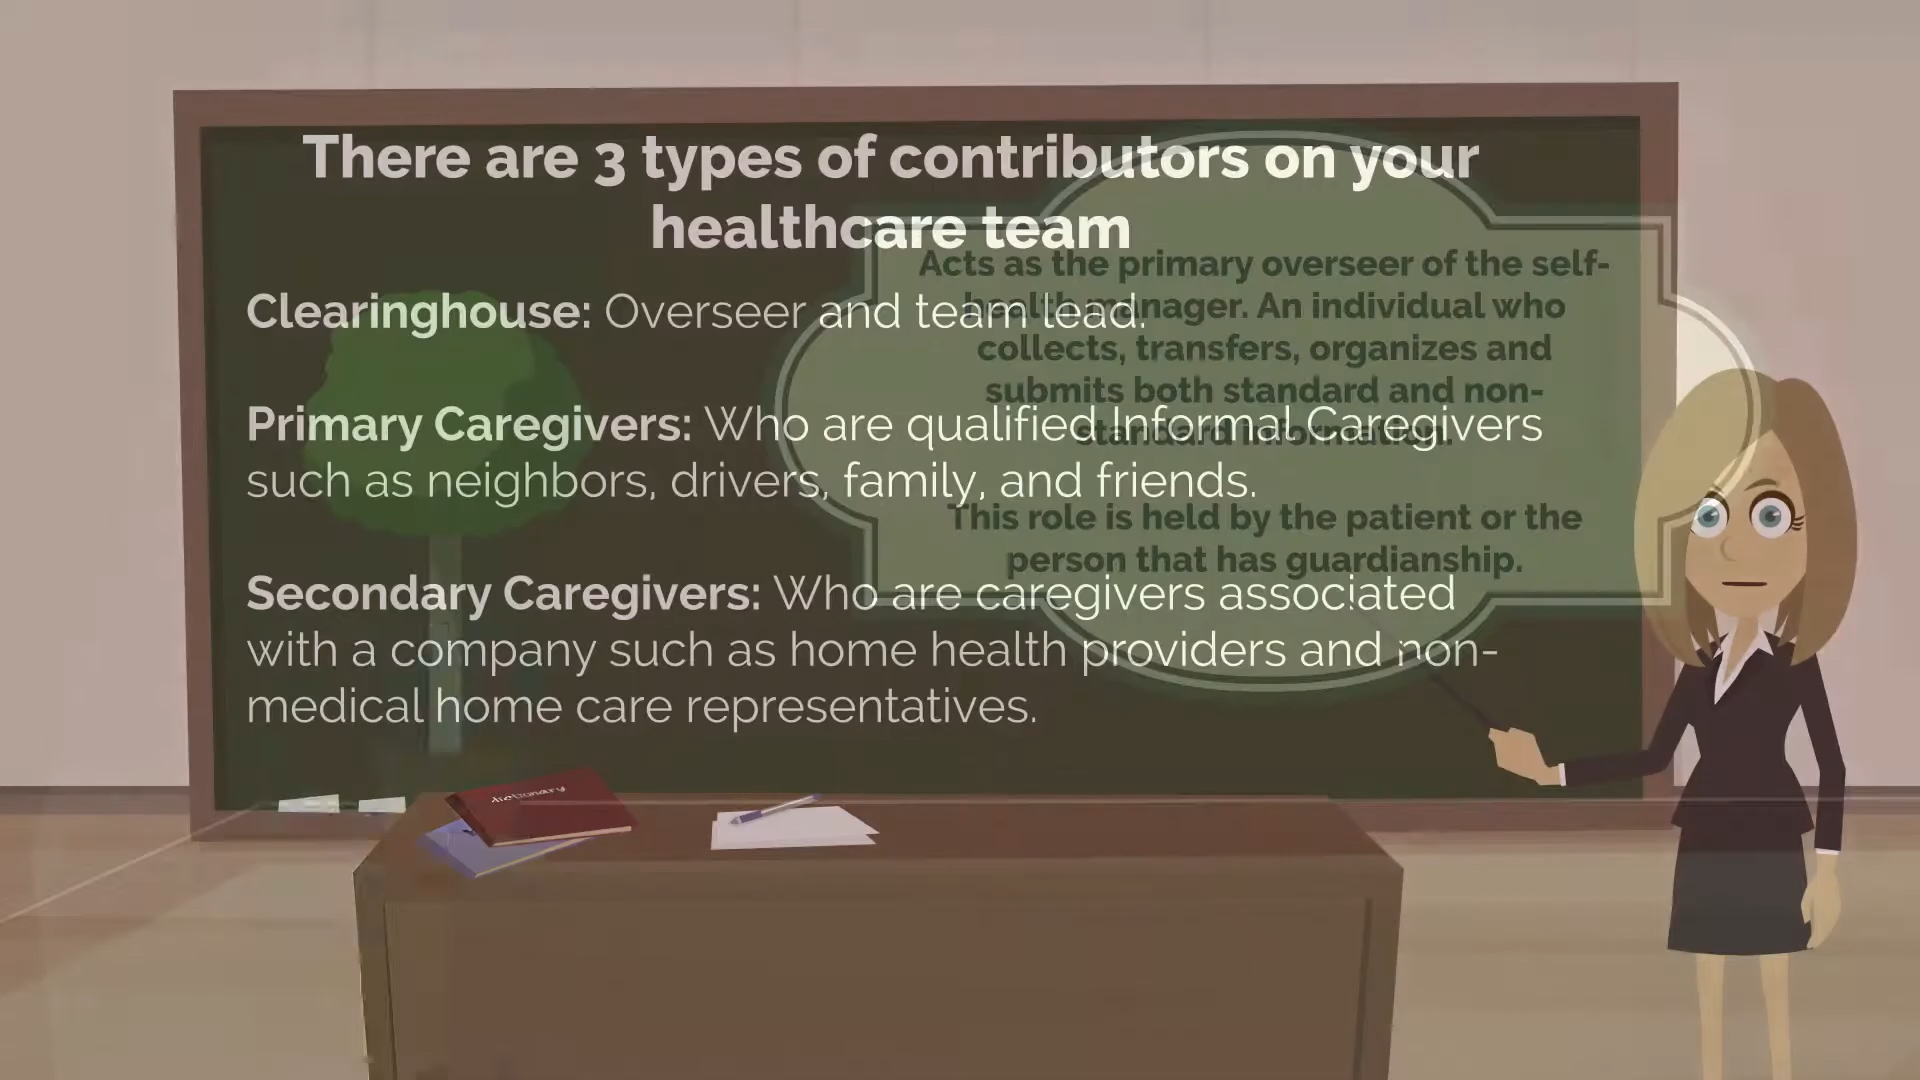 There are 3 types of contributors on your
healthcare team
Clearinghouse: Overseer and team lead.
Primary Caregivers: Who are qualified Informal Caregivers
such as neighbors, drivers, family, and friends.
Secondary Caregivers: Who are caregivers associated
with a company such as home health providers and non-
medical home care representatives.
Acts as the primary overseer of the self-
health manager. An individual who
collects, transfers, organizes and
submits both standard and non-
standard information.
This role is held by the patient or the
person that has guardianship.
dictionary